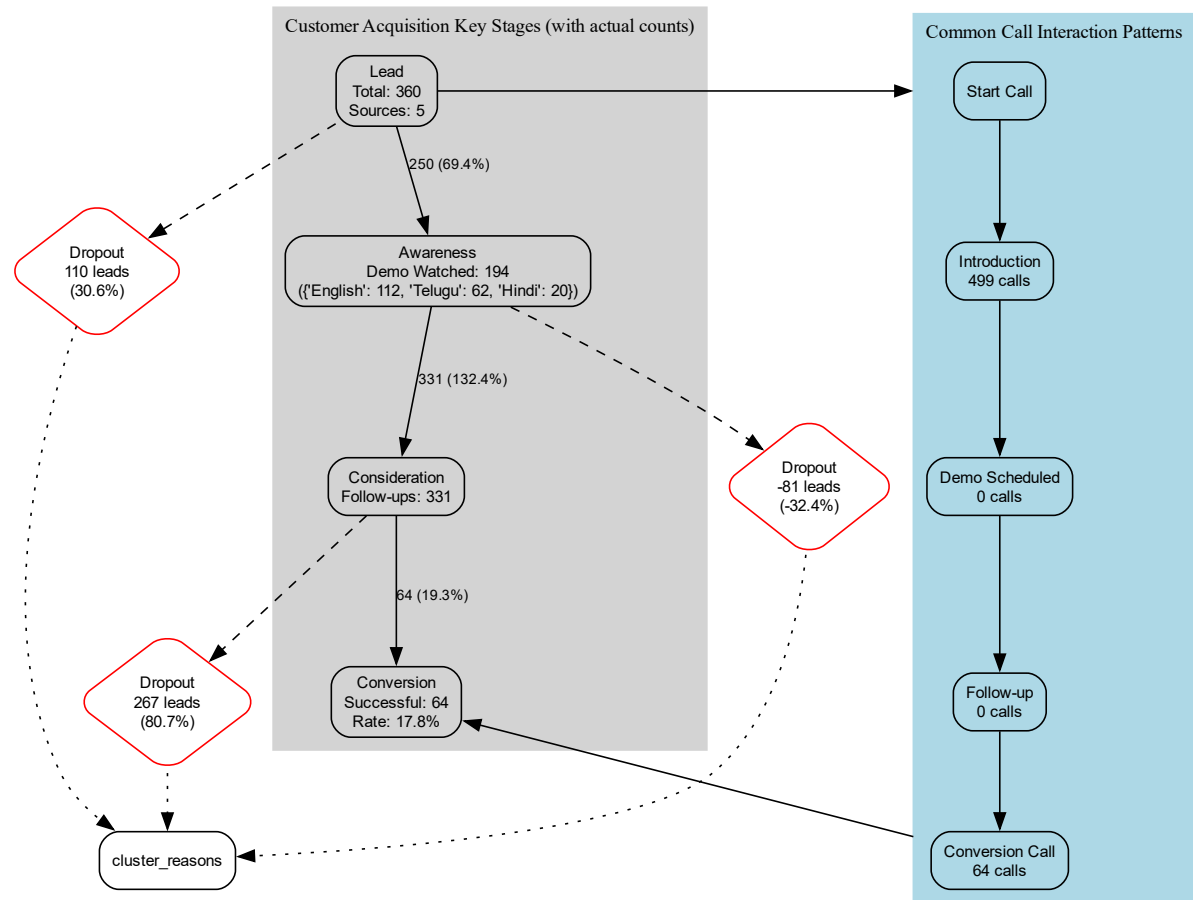 Customer Acquisition Key Stages (with actual counts)
Lead
Total: 360
Sources: 5
250 (69.4%)
Dropout
110 leads
(30.6%)
Awareness
Demo Watched: 194
({'English': 112, 'Telugu': 62, 'Hindi': 20})
331 (132.4%)
Dropout
-81 leads
(-32.4%)
Consideration
Follow-ups: 331
64 (19.3%)
Dropout
267 leads
(80.7%)
Conversion
Successful: 64
Rate: 17.8%
cluster_reasons
Common Call Interaction Patterns
Start Call
Introduction
499 calls
Demo Scheduled
0 calls
Follow-up
0 calls
Conversion Call
64 calls